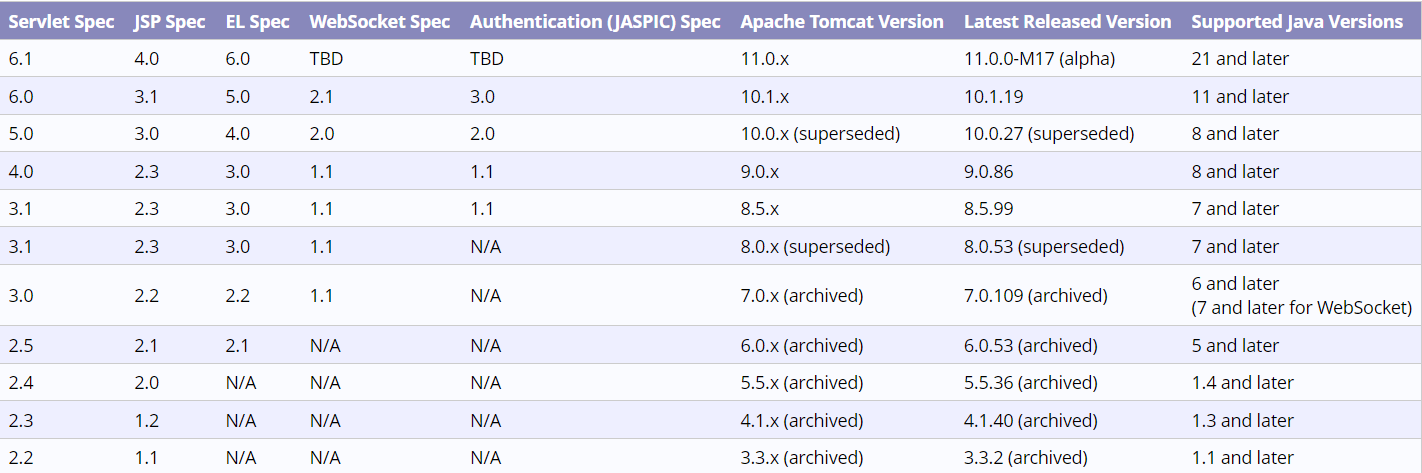 Servlet Spec JSP Spec EL Spec WebSocket Spec Authentication (JASPIC) Spec Apache Tomcat Version Latest Released Version Supported Java Versions
6.1 4.0 6.0 TBD TBD 11.0.x 11.0.0-M17 (alpha) 21 and later
6.0 3.1 5.0 2.1 3.0 10.1.x 10.1.19 11 and later
5.0 3.0 4.0 2.0 2.0 10.0.x (superseded) 10.0.27 (superseded) 8 and later
4.0 2.3 3.0 1.1 1.1 9.0.x 9.0.86 8 and later
3.1 2.3 3.0 1.1 1.1 8.5.x 8.5.99 7 and later
3.1 2.3 3.0 1.1 N/A 8.0.x (superseded) 8.0.53 (superseded) 7 and later
3.0 2.2 2.2 1.1 N/A 7.0.x (archived) 7.0.109 (archived) 6 and later
(7 and later for WebSocket)
2.5 2.1 2.1 N/A N/A 6.0.x (archived) 6.0.53 (archived) 5 and later
2.4 2.0 N/A N/A N/A 5.5.x (archived) 5.5.36 (archived) 1.4 and later
2.3 1.2 N/A N/A N/A 4.1.x (archived) 4.1.40 (archived) 1.3 and later
2.2 1.1 N/A N/A N/A 3.3.x (archived) 3.3.2 (archived) 1.1 and later